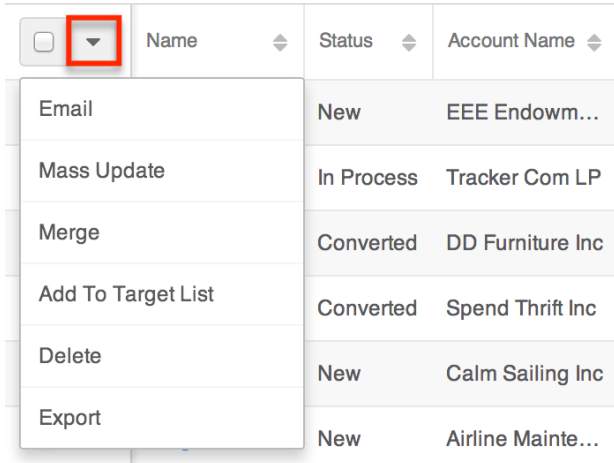 Name Status Account Name
Email
New EEE Endowm...
Mass Update
In Process Tracker Com LP
Merge
Converted DD Furniture Inc
Add To Target List
Converted Spend Thrift Inc
Delete
New Calm Sailing Inc
Export
New Airline Mainte...